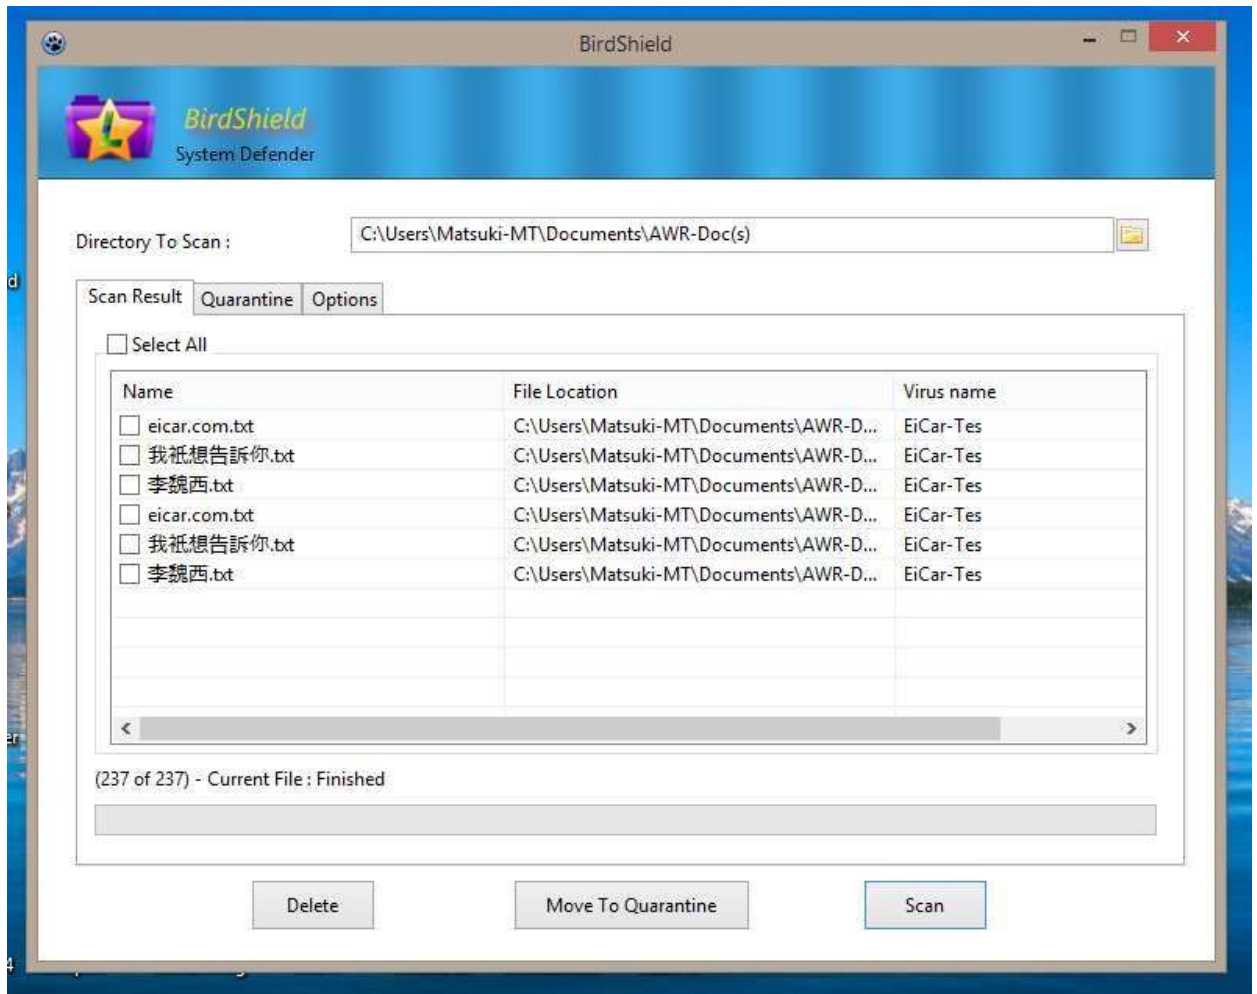 BirdShield
BirdShield
System Defender
Directory To Scan :
C:\Users\Matsuki-MT\Documents\AWR-Doc(s)
Scan Result Quarantine Options
Select All
Name File Location Virus name
eicar.com.txt C:\Users\Matsuki-MT\Documents\AWR-D... EiCar-Tes
我祇想告訴你.txt C:\Users\Matsuki-MT\Documents\AWR-D... EiCar-Tes
李魏西.txt C:\Users\Matsuki-MT\Documents\AWR-D... EiCar-Tes
eicar.com.txt C:\Users\Matsuki-MT\Documents\AWR-D... EiCar-Tes
我祇想告訴你.txt C:\Users\Matsuki-MT\Documents\AWR-D... EiCar-Tes
李魏西.txt C:\Users\Matsuki-MT\Documents\AWR-D... EiCar-Tes
(237 of 237) - Current File : Finished
Delete Move To Quarantine Scan